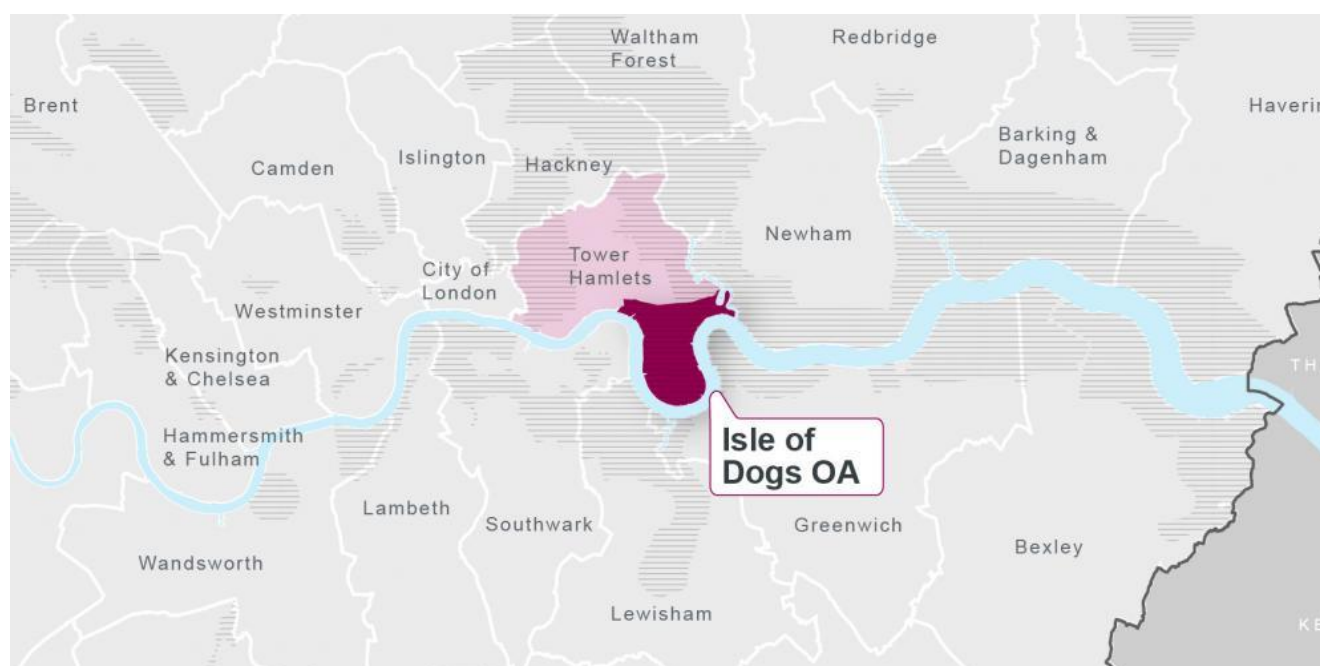 Waltham
Forest
Redbridge
Brent
Barking &
Dagenham
Islington
Camden
Hackney
Newham
Tower
Hamlets
City of
London
Westminster
Kensington
& Chelsea
Isle of
Dogs OA
Hammersmith
& Fulham
Lambeth
Southwark
Greenwich
Bexley
Wandsworth
Lewisham